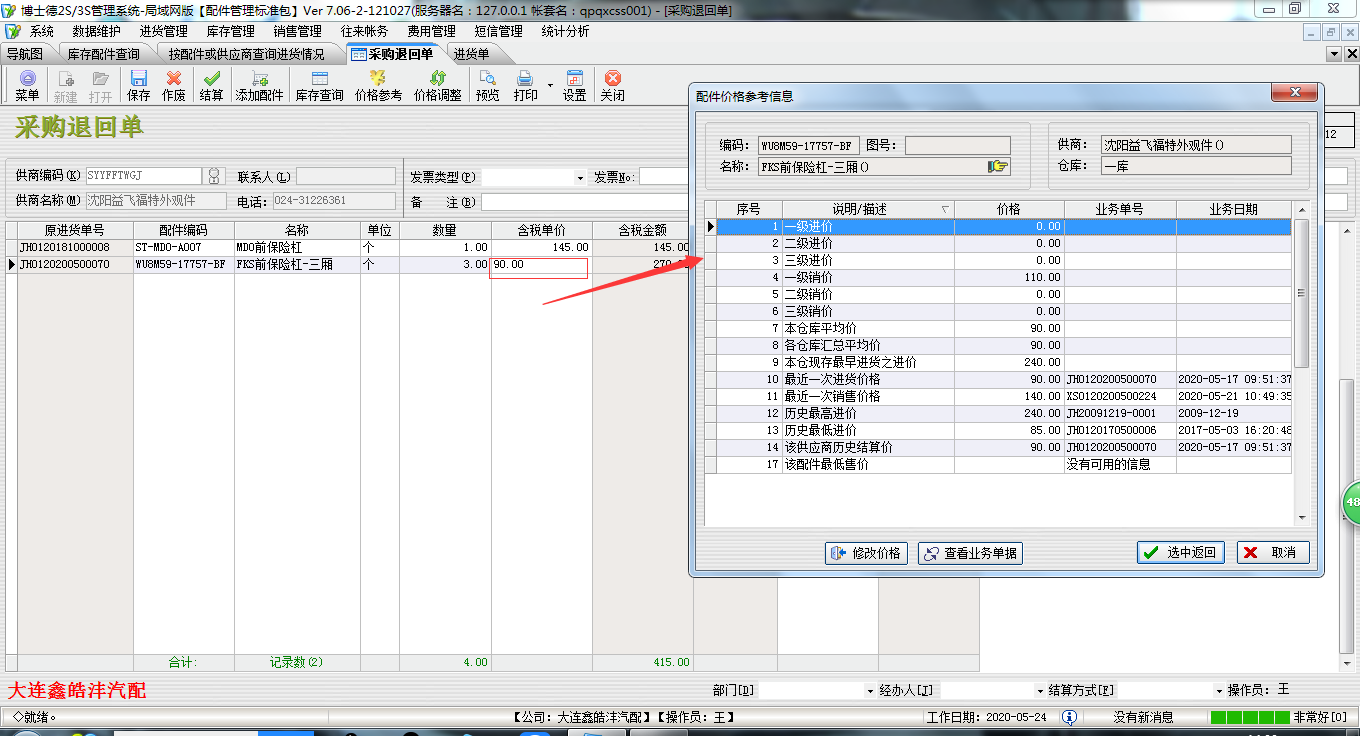 博士德2S/3S管理系统-局域网版【配件管理标准包】Ver 7.06-2-121027(服务器名：127.0.0.1 帐套名：qpqxcss001) - [采购退回单]
系统 数据维护 进货管理 库存管理 销售管理 往来帐务 费用管理 短信管理 统计分析
导航图 库存配件查询 按配件或供应商查询进货情况 采购退回单 进货单
菜单 新建 打开 保存 作废 结算 添加配件 库存查询 价格参考 价格调整 预览 打印 设置 关闭
采购退回单
12
供商编码(K) SYYFFTWGJ 联系人(L) 发票类型(P) 发票No:
供商名称(M) 沈阳益飞福特外观件 电话: 024-31226361 备 注(B)
原进货单号 配件编码 名称 单位 数量 含税单价 含税金额
JH0120181000008 ST-MDO-A007 MDO前保险杠 个 1.00 145.00 145.00
JH0120200500070 WU8M59-17757-BF FKS前保险杠-三厢 个 3.00 90.00
合计: 记录数(2) 4.00 415.00
配件价格参考信息
编码: WU8M59-17757-BF 图号: 供商: 沈阳益飞福特外观件()
名称: FKS前保险杠-三厢() 仓库: 一库
序号 说明/描述 价格 业务单号 业务日期
1 一级进价 0.00
2 二级进价 0.00
3 三级进价 0.00
4 一级销价 110.00
5 二级销价 0.00
6 三级销价 0.00
7 本仓库平均价 90.00
8 各仓库汇总平均价 90.00
9 本仓现存最早进货之进价 240.00
10 最近一次进货价格 90.00 JH0120200500070 2020-05-17 09:51:37
11 最近一次销售价格 140.00 XS0120200500224 2020-05-21 10:49:35
12 历史最高进价 240.00 JH20091219-0001 2009-12-19
13 历史最低进价 85.00 JH0120170500006 2017-05-03 16:20:48
14 该供应商历史结算价 90.00 JH0120200500070 2020-05-17 09:51:37
17 该配件最低售价 没有可用的信息
修改价格 查看业务单据 选中返回 取消
48
大连鑫皓沣汽配 部门[D] 经办人[J] 结算方式[F] 操作员: 王
◇就绪。 【公司: 大连鑫皓沣汽配】【操作员: 王】 工作日期: 2020-05-24 没有新消息 非常好[0]